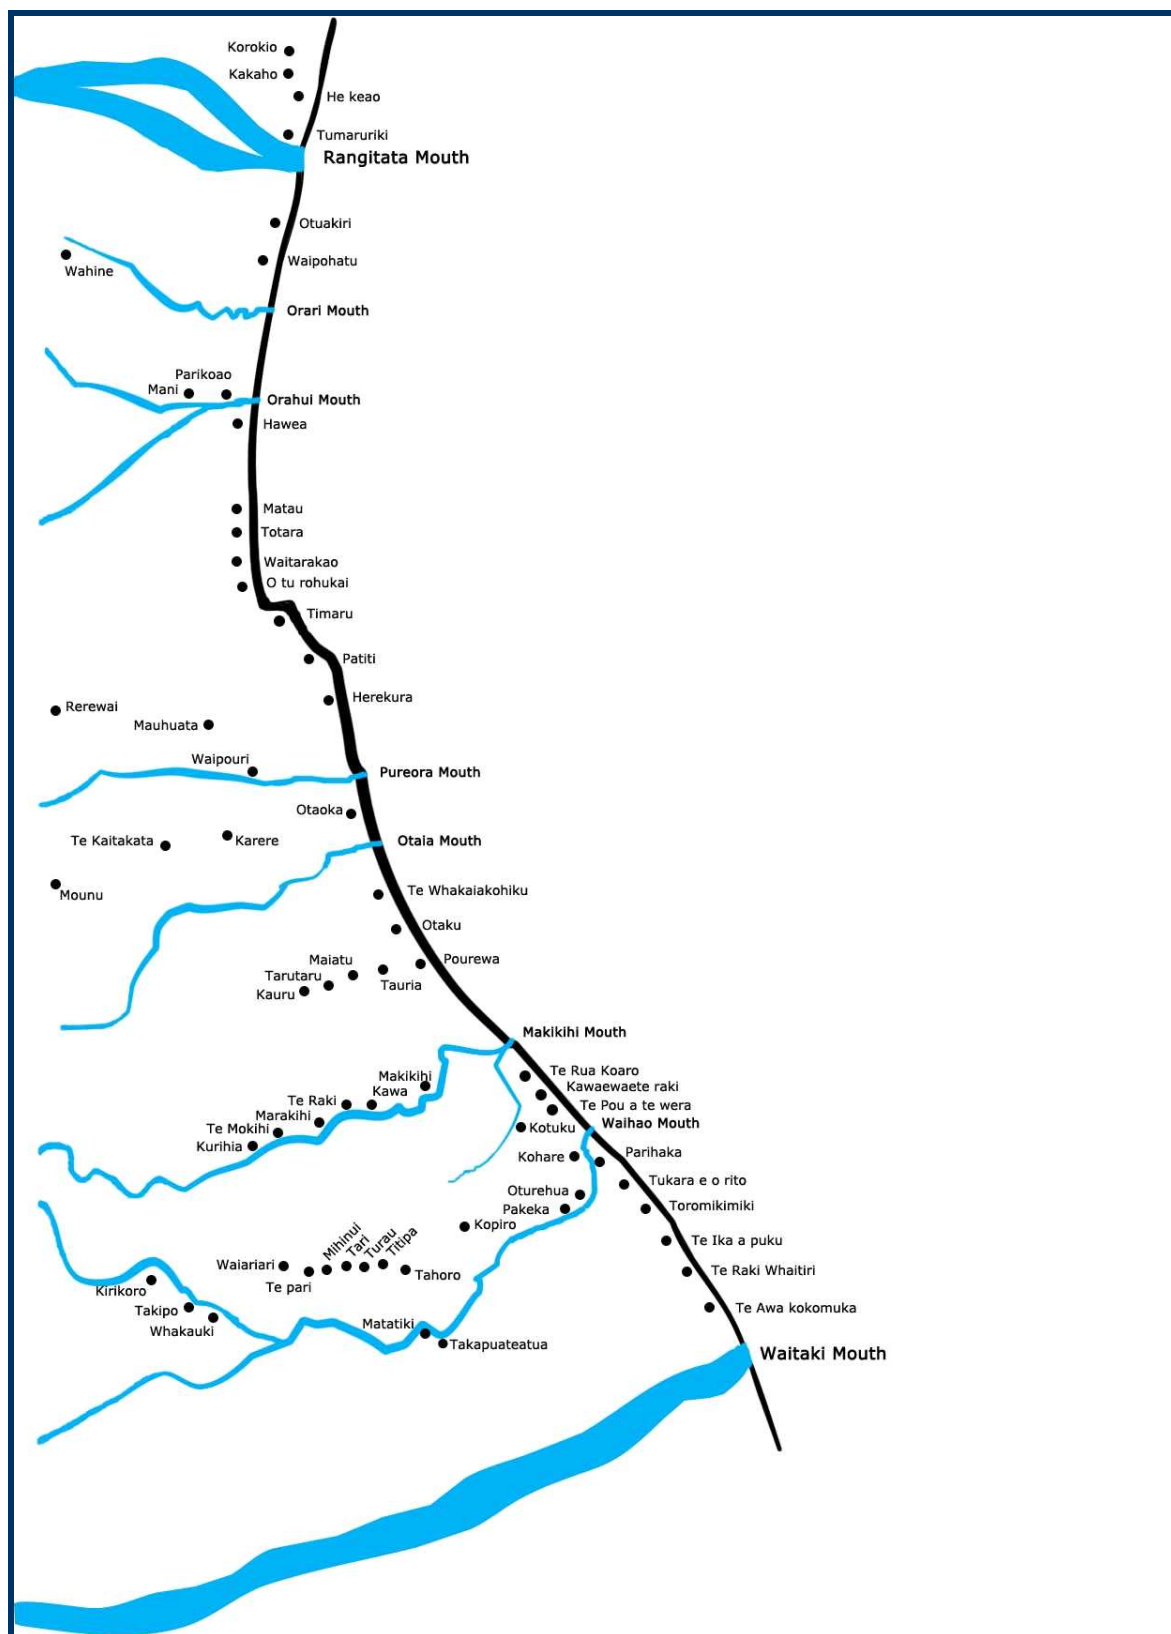 Korokio
Kakaho
He keao
Tumaruriki
Rangitata Mouth
Otuakiri
Waipohatu
Wahine
Orari Mouth
Parikoao
Mani
Orahui Mouth
Hawea
Matau
Totara
Waitarakao
O tu rohukai
Timaru
Patiti
Herekura
Rerewai
Mauhuata
Waipouri
Pureora Mouth
Otaoka
Te Kaitakata
Karere
Otaia Mouth
Mounu
Te Whakaiakohiku
Otaku
Maiatu
Pourewa
Tarutaru
Tauria
Kauru
Makikihi Mouth
Te Rua Koaro
Makikihi
Kawaewaete raki
Kawa
Te Raki
Te Pou a te wera
Marakihi
Waihao Mouth
Te Mokihi
Kotuku
Kurihia
Parihaka
Kohare
Tukara e o rito
Oturehua
Pakeka
Toromikimiki
Kopiro
Te Ika a puku
Mihinui
Tari
Turau
Titipa
Waiariari
Te Raki Whaitiri
Tahoro
Te pari
Kirikoro
Takipo
Te Awa kokomuka
Matatiki
Whakauki
Takapuateatua
Waitaki Mouth